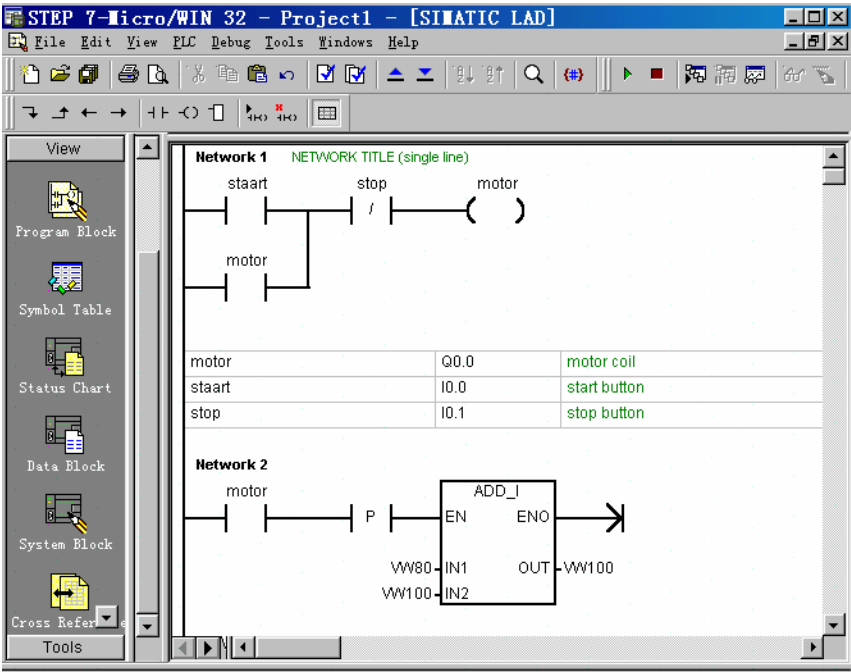 STEP 7-Micro/WIN 32 - Project1 - [SIMATIC LAD]
File Edit View PLC Debug Tools Windows Help
View
Program Block
Symbol Table
Status Chart
Data Block
System Block
Tools
Network 1 NETWORK TITLE (single line)
staart stop motor
/
motor
motor Q0.0 motor coil
staart I0.0 start button
stop I0.1 stop button
Network 2
motor ADD_I
P EN ENO
VW80 IN1 OUT VW100
VW100 IN2